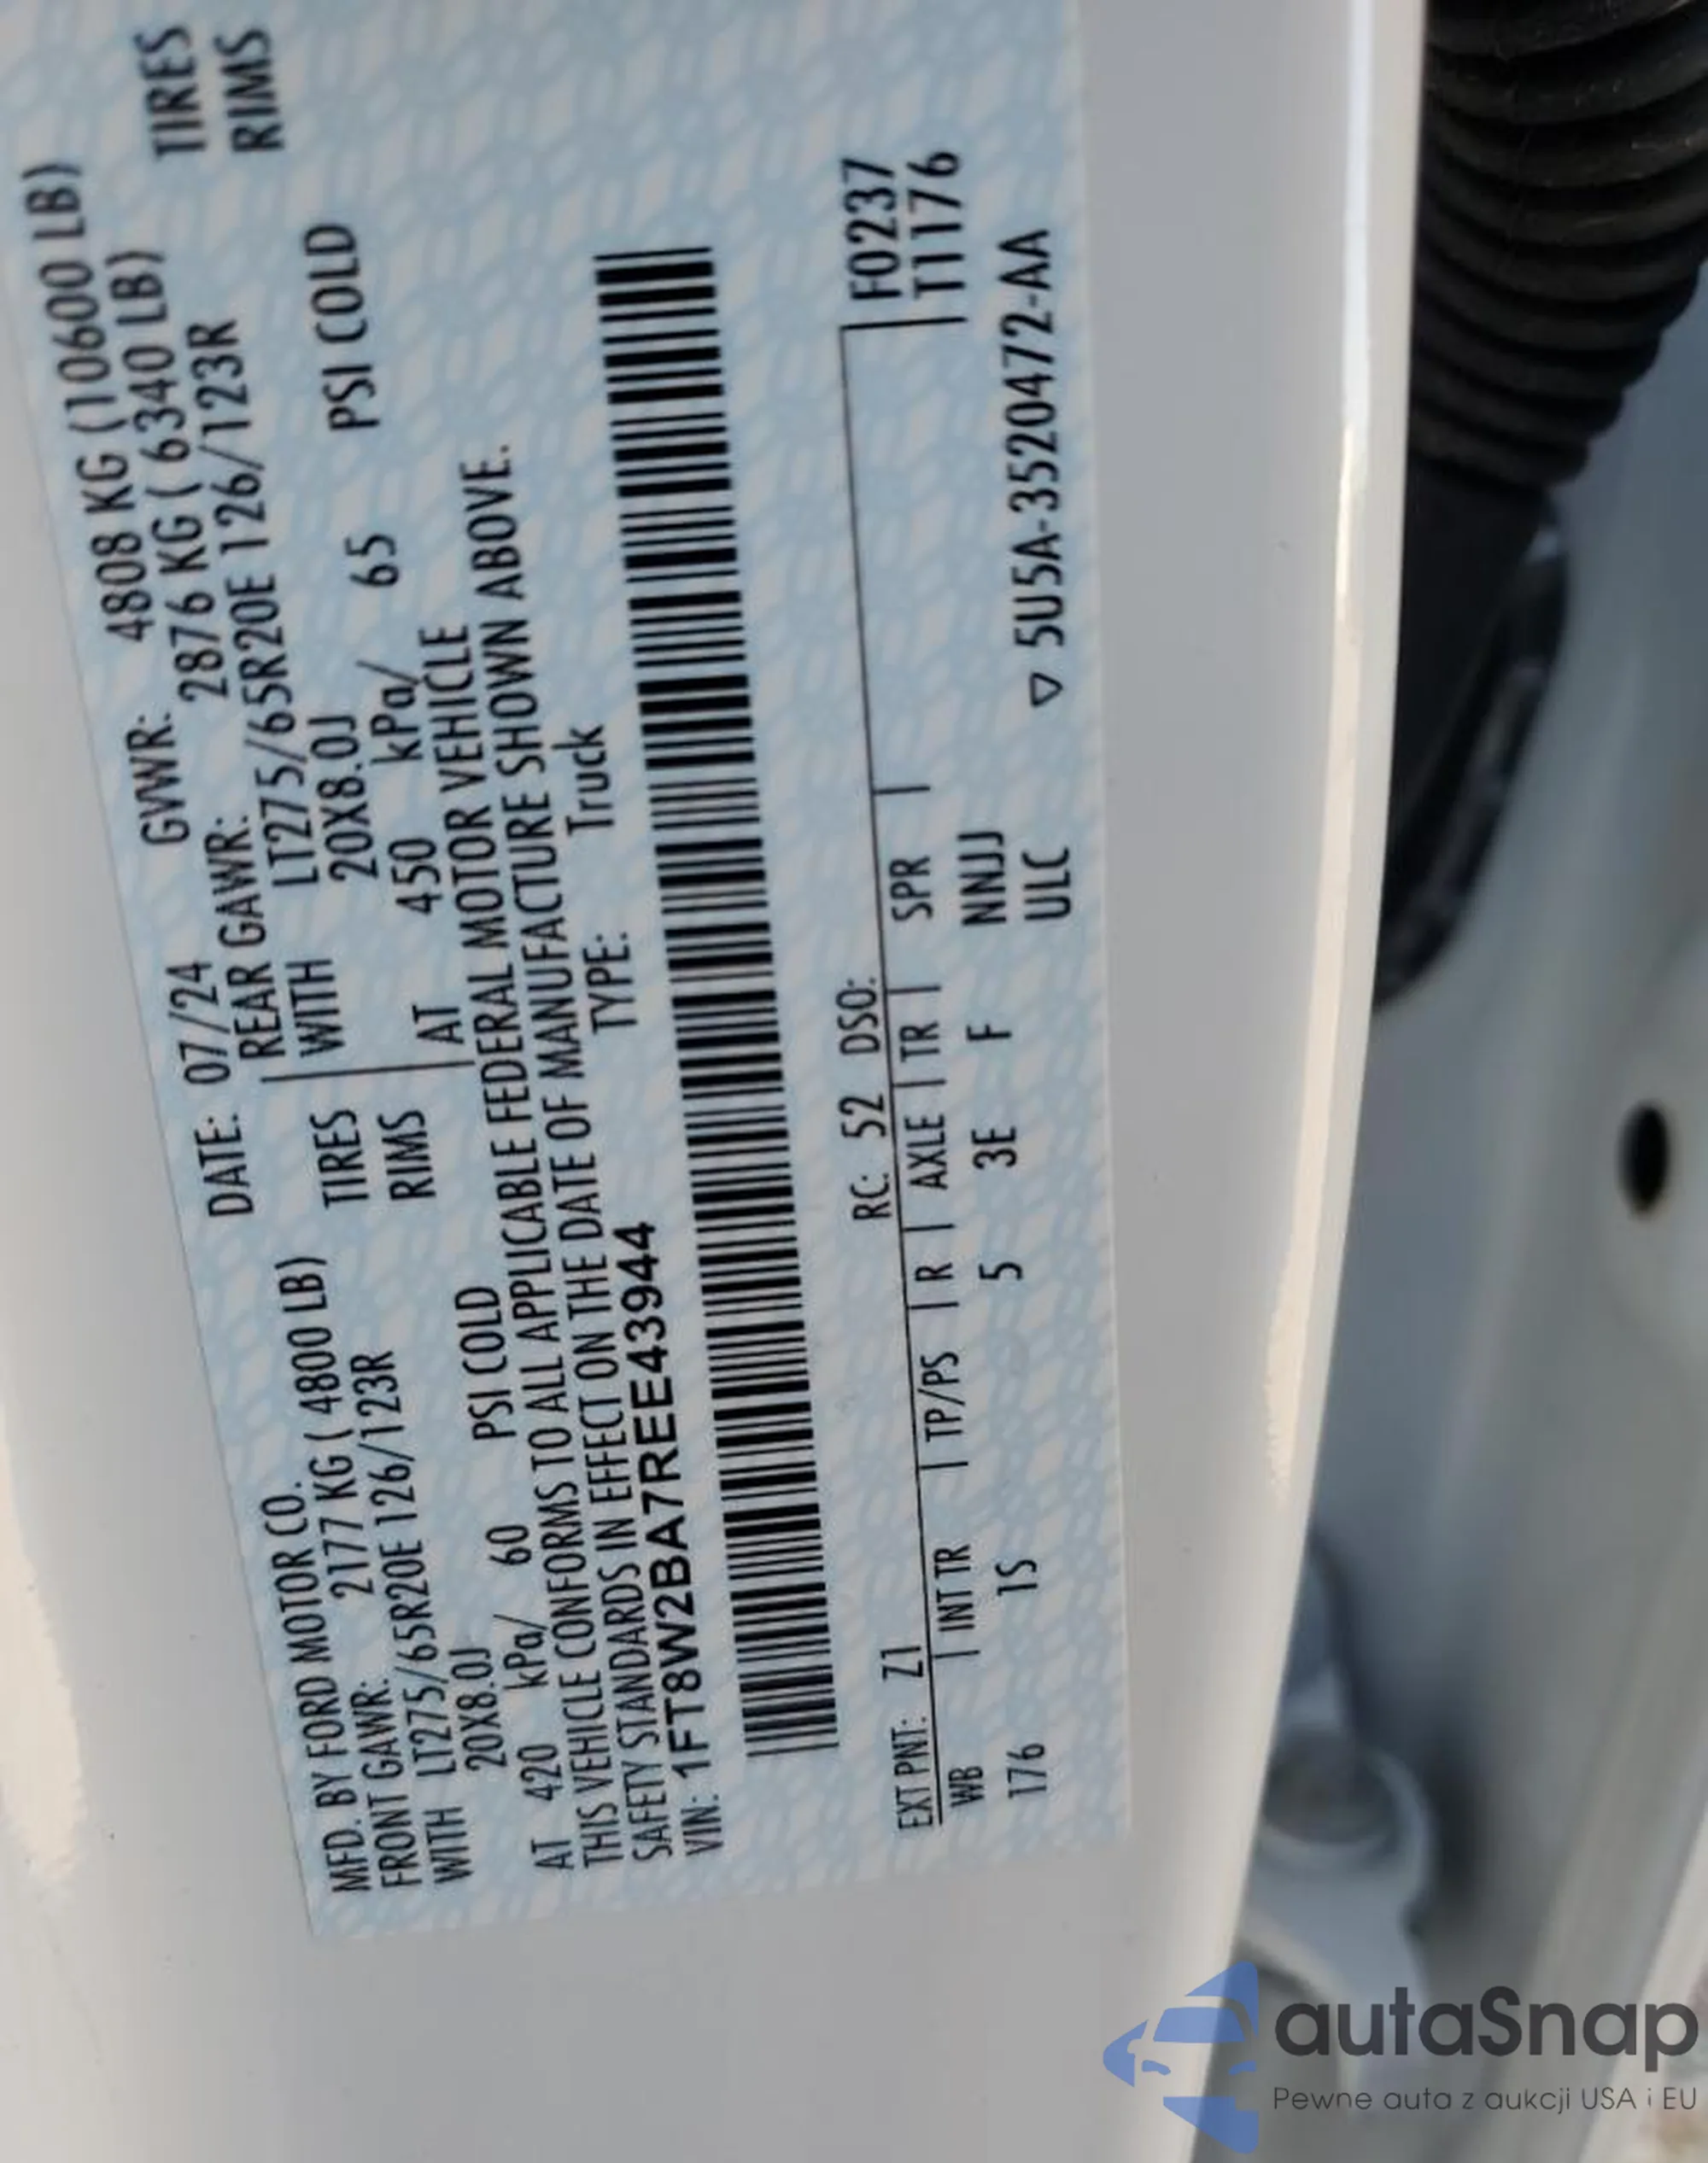 MFD. BY FORD MOTOR CO. DATE: 07/24 GVWR: 4808 KG (10600 LB)
FRONT GAWR: 2177 KG ( 4800 LB) REAR GAWR: 2876 KG ( 6340 LB)
WITH LT275/65R20E 126/123R TIRES WITH LT275/65R20E 126/123R TIRES
20X8.0J RIMS 20X8.0J RIMS
AT 420 kPa/ 60 PSI COLD AT 450 kPa/ 65 PSI COLD
THIS VEHICLE CONFORMS TO ALL APPLICABLE FEDERAL MOTOR VEHICLE
SAFETY STANDARDS IN EFFECT ON THE DATE OF MANUFACTURE SHOWN ABOVE.
VIN: 1FT8W2BA7REE43944 TYPE: Truck
EXT PNT: Z1 RC: 52 DSO: F0237
WB | INT TR | TP/PS | R | AXLE | TR | SPR | T1176
176 1S 5 3E F NNJJ
ULC ▽ 5U5A-3520472-AA
autaSnap
Pewne auta z aukcji USA i EU